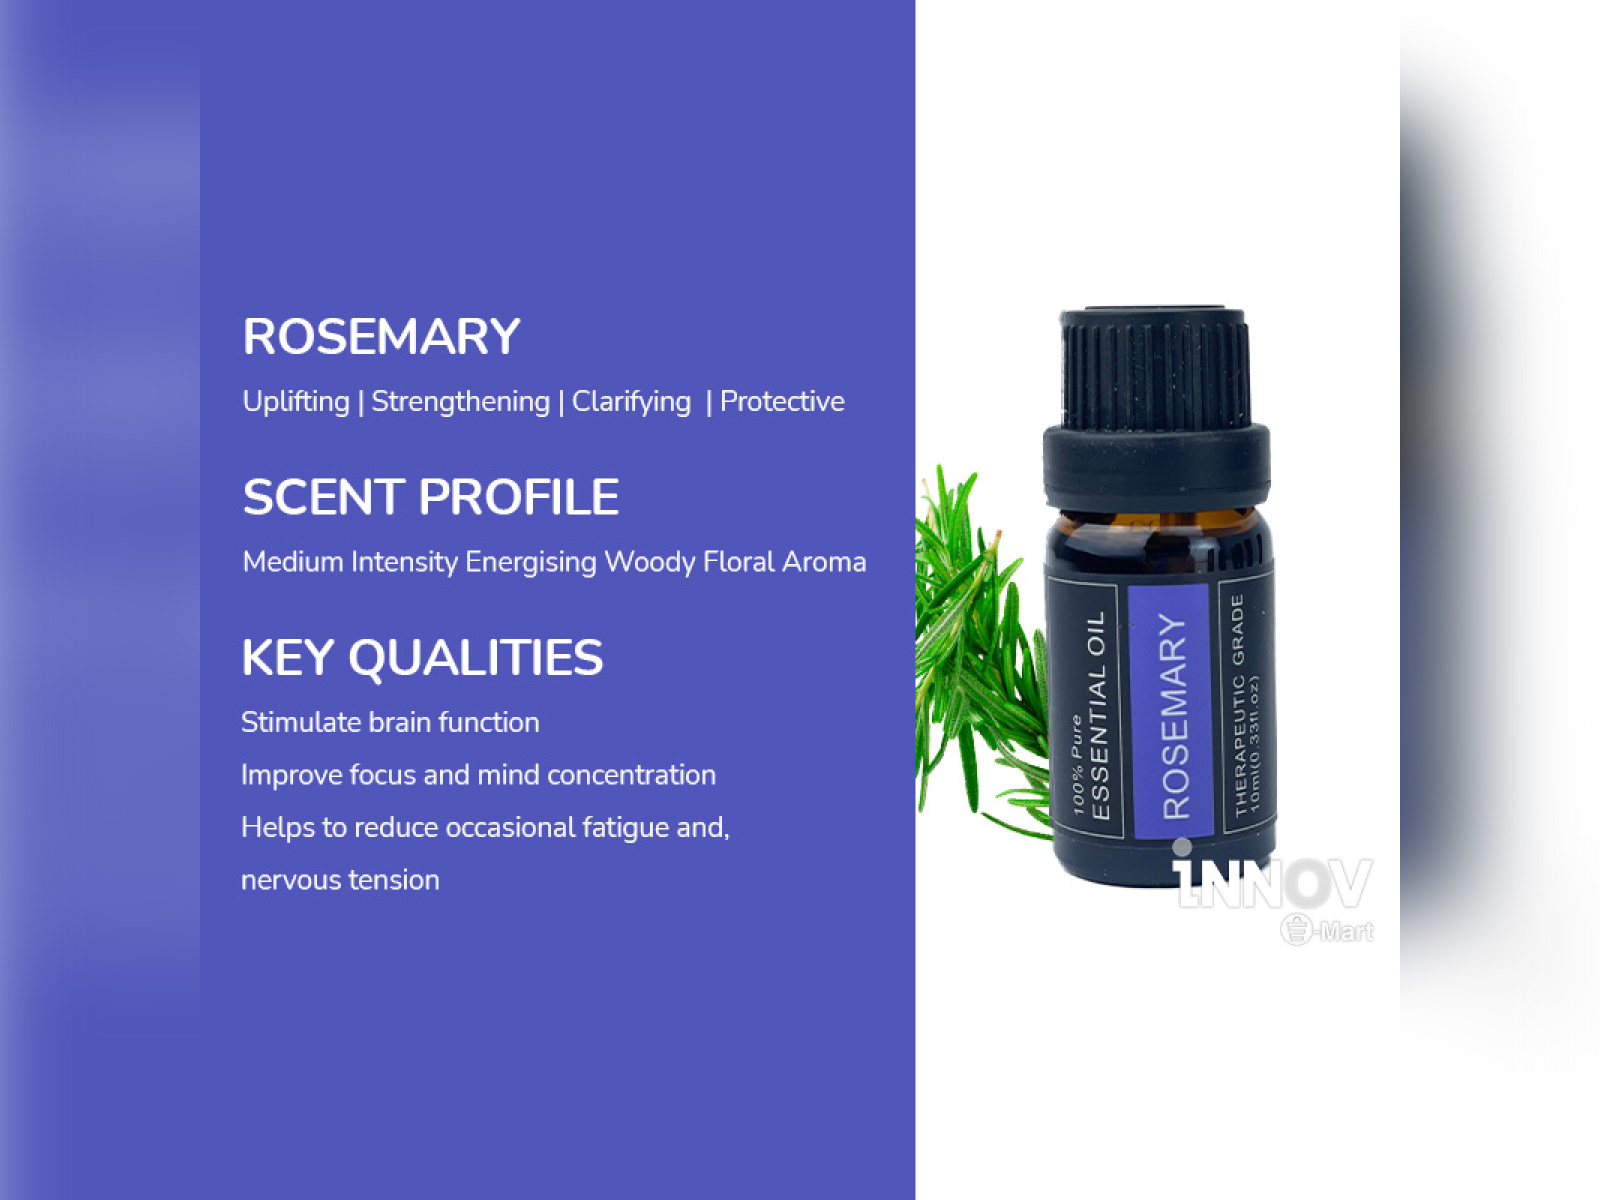 ROSEMARY
Uplifting | Strengthening | Clarifying | Protective
SCENT PROFILE
Medium Intensity Energising Woody Floral Aroma
KEY QUALITIES
Stimulate brain function
Improve focus and mind concentration
Helps to reduce occasional fatigue and,
nervous tension
100% Pure
ESSENTIAL OIL
ROSEMARY
THERAPEUTIC GRADE
10ml(0.33fl.oz)
iNNOV
-Mart